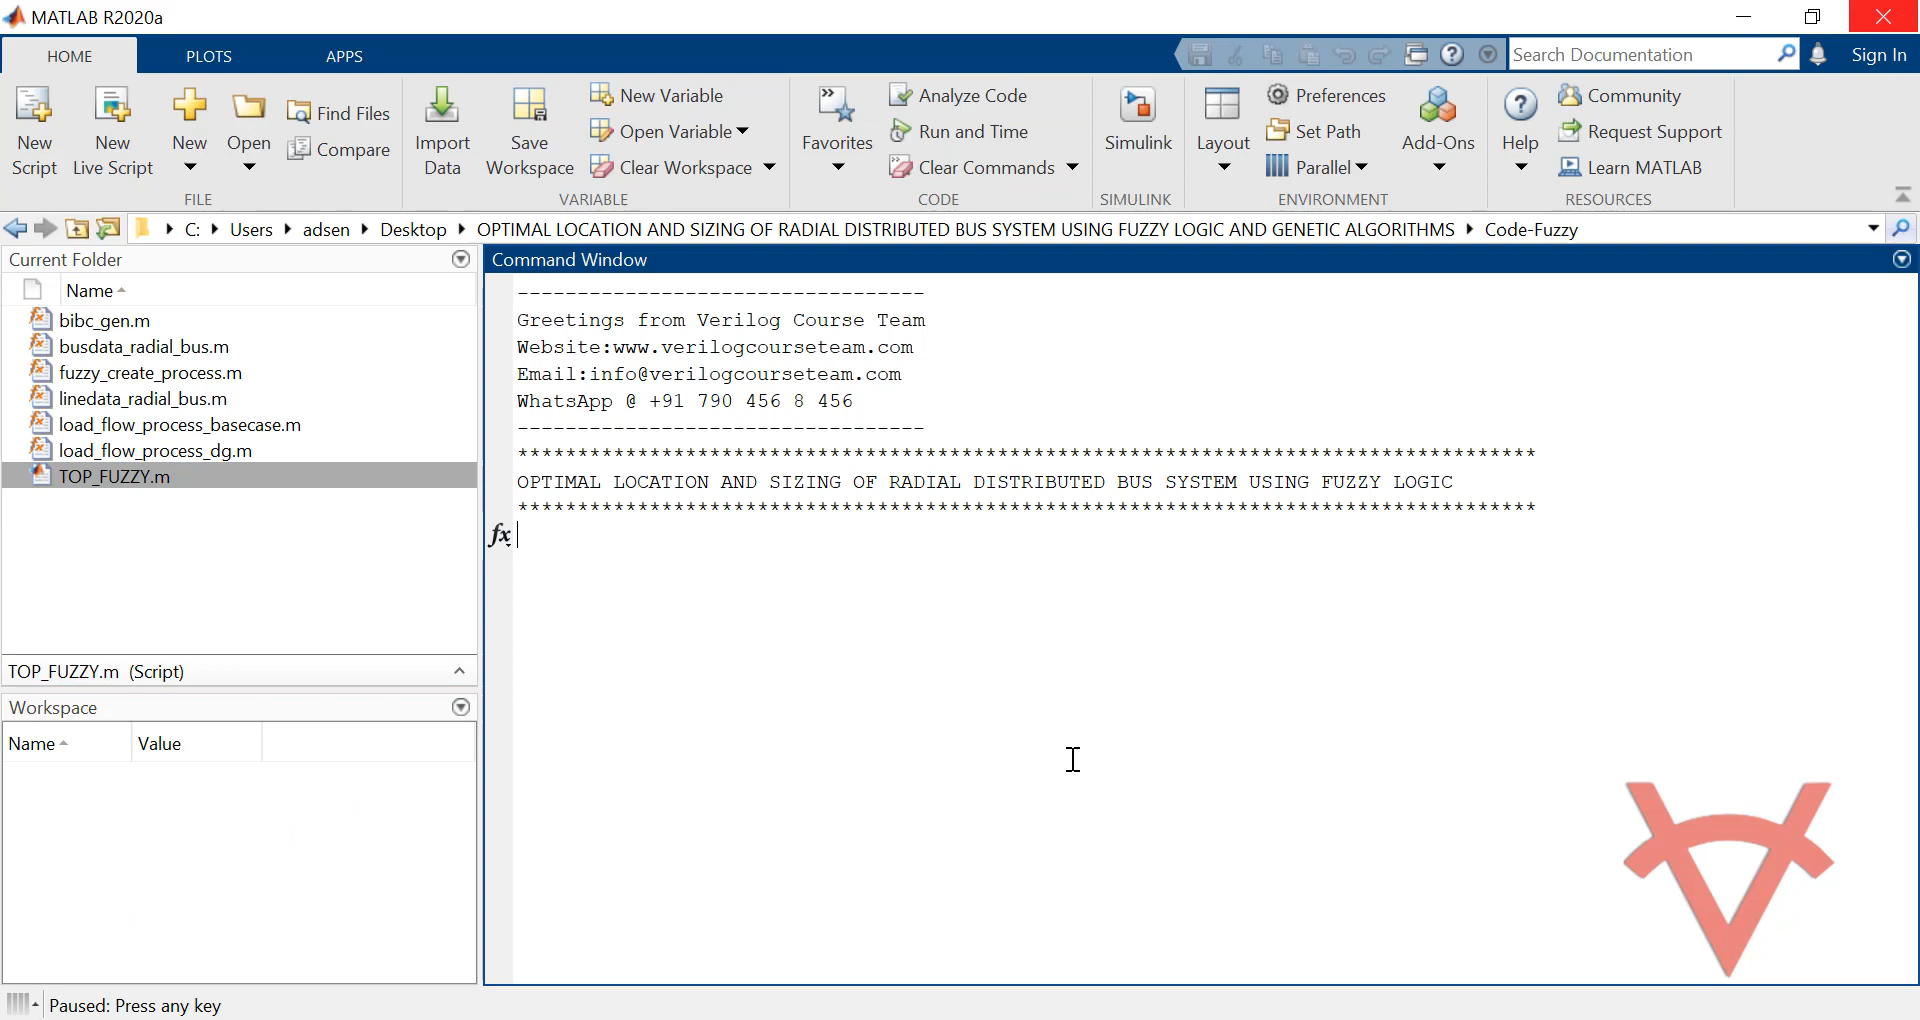 MATLAB R2020a
HOME
PLOTS
APPS
Search Documentation
Sign In
New Script
New Live Script
New
Open
Find Files
Compare
FILE
Import Data
Save Workspace
New Variable
Open Variable
Clear Workspace
VARIABLE
Favorites
Analyze Code
Run and Time
Clear Commands
CODE
Simulink
SIMULINK
Layout
Preferences
Set Path
Parallel
Add-Ons
ENVIRONMENT
Help
Community
Request Support
Learn MATLAB
RESOURCES
C: Users adsen Desktop OPTIMAL LOCATION AND SIZING OF RADIAL DISTRIBUTED BUS SYSTEM USING FUZZY LOGIC AND GENETIC ALGORITHMS Code-Fuzzy
Current Folder
Name
bibc_gen.m
busdata_radial_bus.m
fuzzy_create_process.m
linedata_radial_bus.m
load_flow_process_basecase.m
load_flow_process_dg.m
TOP_FUZZY.m
TOP_FUZZY.m (Script)
Workspace
Name Value
Command Window
----------------------------------
Greetings from Verilog Course Team
Website:www.verilogcourseteam.com
Email:info@verilogcourseteam.com
WhatsApp @ +91 790 456 8 456
----------------------------------
*************************************************************************************
OPTIMAL LOCATION AND SIZING OF RADIAL DISTRIBUTED BUS SYSTEM USING FUZZY LOGIC
*************************************************************************************
fx
Paused: Press any key